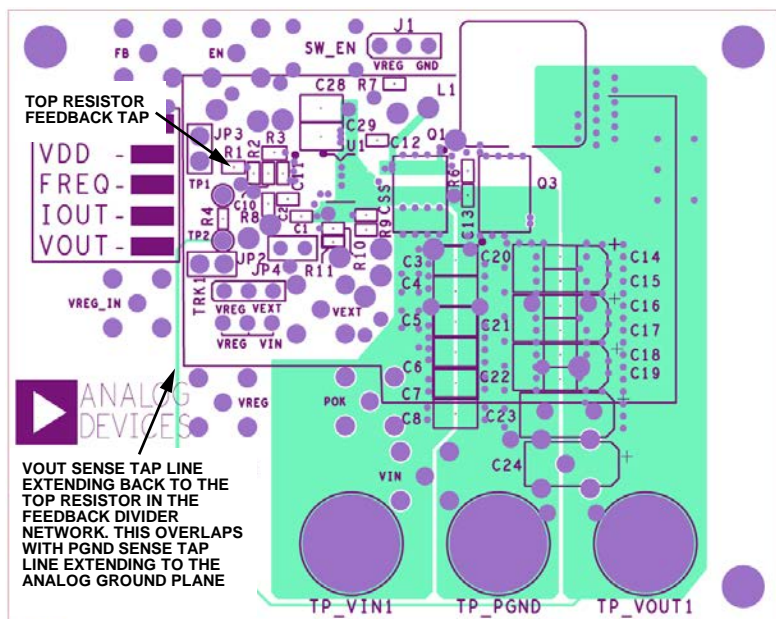 J1
FB
EN
SW_EN
VREG GND
C28
R7
L1
TOP RESISTOR
FEEDBACK TAP
JP3
C29
U1
C12
Q1
VDD -
FREQ -
IOUT -
VOUT -
R1
R2
R3
C11
TP1
C10
R4
R8
C2
C1
CSS
R9
R6
C13
Q3
TP2
JP2
JP4
R11
R10
C3
C20
C14
TRK1
C4
C15
VREG_IN
VREG VEXT
VEXT
C16
C5
C21
C17
VREG VIN
C18
C6
C22
C19
ANALOG
DEVICES
VREG
POK
C7
C8
C23
VIN
C24
VOUT SENSE TAP LINE
EXTENDING BACK TO THE
TOP RESISTOR IN THE
FEEDBACK DIVIDER
NETWORK. THIS OVERLAPS
WITH PGND SENSE TAP
LINE EXTENDING TO THE
ANALOG GROUND PLANE
TP_VIN1
TP_PGND
TP_VOUT1